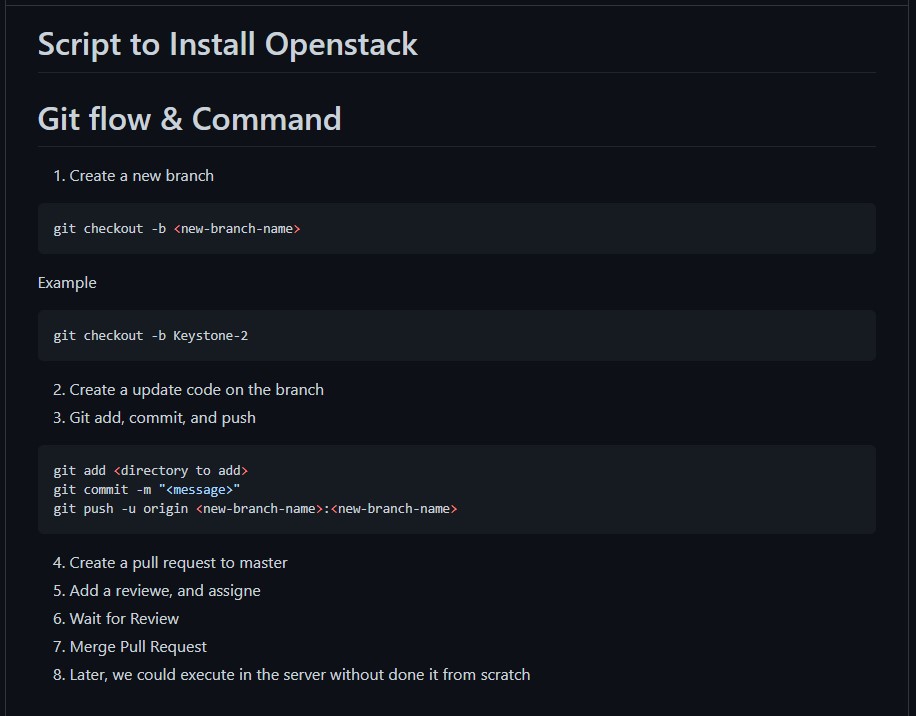 Script to Install Openstack
Git flow & Command
1. Create a new branch
git checkout -b <new-branch-name>
Example
git checkout -b Keystone-2
2. Create a update code on the branch
3. Git add, commit, and push
git add <directory to add>
git commit -m "<message>"
git push -u origin <new-branch-name>:<new-branch-name>
4. Create a pull request to master
5. Add a reviewe, and assigne
6. Wait for Review
7. Merge Pull Request
8. Later, we could execute in the server without done it from scratch